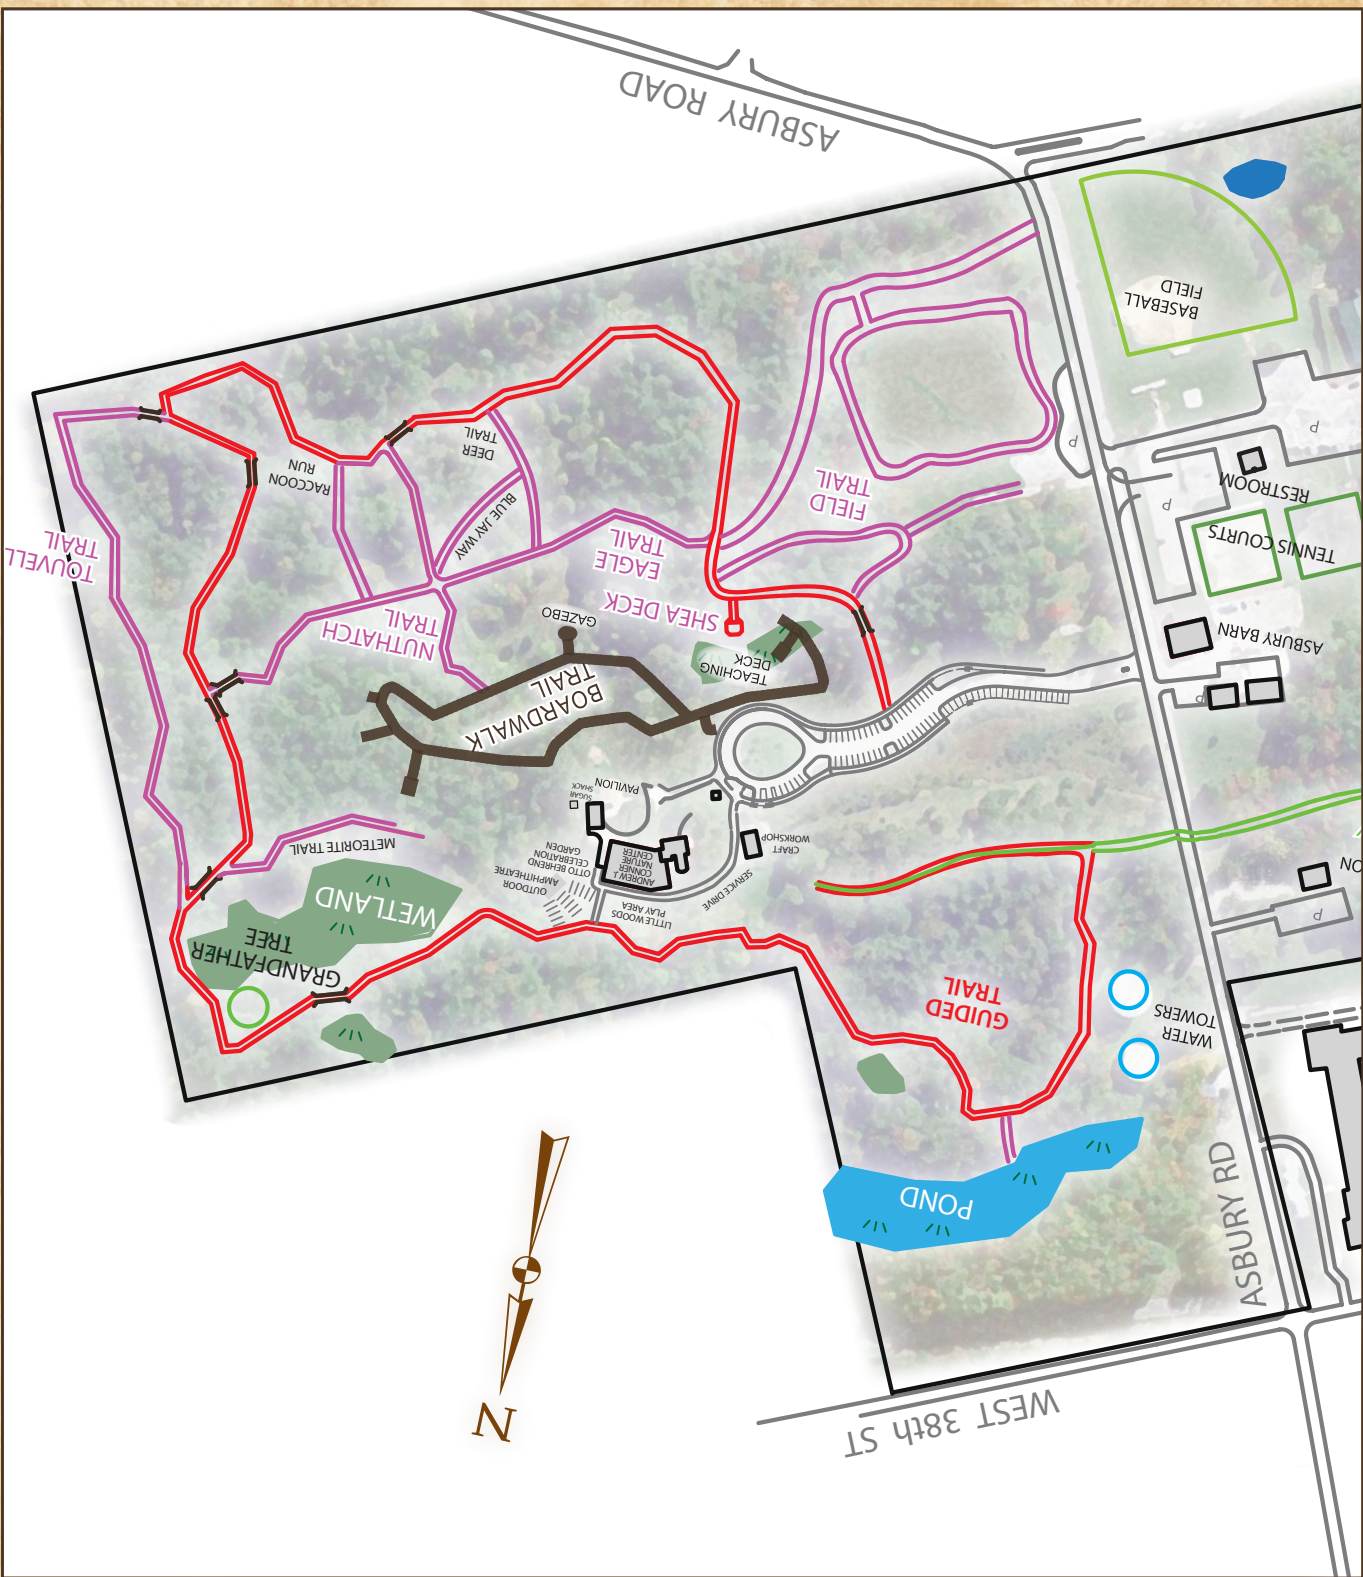 N
WEST 38th ST
ASBURY RD
POND
WATER
TOWERS
GUIDED
TRAIL
GRANDFATHER
TREE
WETLAND
P
LITTLE WOODS
PLAY AREA
SERVICE DRIVE
OUTDOOR
AMPHITHEATRE
OTTO BEHREND
CELEBRATION
GARDEN
ANDREW J
CONNER
NATURE
CENTER
ON
CRAFT
WORKSHOP
METEORITE TRAIL
PAVILION
SUGAR
SHACK
BOARDWALK
TRAIL
P
TEACHING
DECK
ASBURY BARN
SHEA DECK
GAZEBO
NUTHATCH
TRAIL
EAGLE
TRAIL
TOUVELL
TRAIL
TENNIS COURTS
BLUE JAY WAY
FIELD
TRAIL
P
RESTROOM
RACCOON
RUN
DEER
TRAIL
P
P
BASEBALL
FIELD
ASBURY ROAD